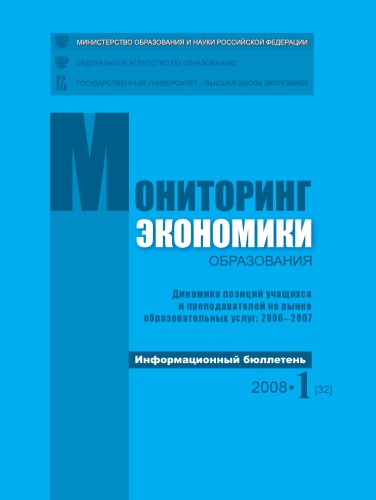 МИНИСТЕРСТВО ОБРАЗОВАНИЯ И НАУКИ РОССИЙСКОЙ ФЕДЕРАЦИИ
ФЕДЕРАЛЬНОЕ АГЕНТСТВО ПО ОБРАЗОВАНИЮ
ГОСУДАРСТВЕННЫЙ УНИВЕРСИТЕТ – ВЫСШАЯ ШКОЛА ЭКОНОМИКИ
МОНИТОРИНГ
ЭКОНОМИКИ
ОБРАЗОВАНИЯ
Динамика позиций учащихся
и преподавателей на рынке
образовательных услуг: 2006–2007
Информационный бюллетень
2008•1 [32]